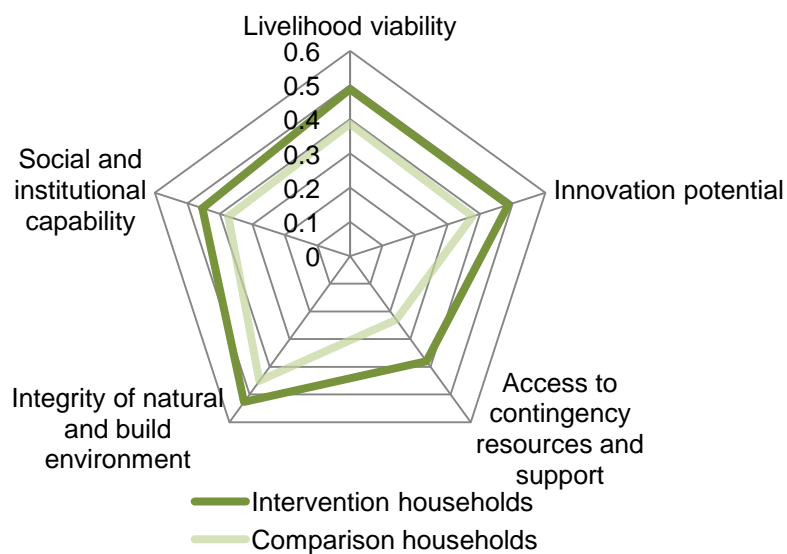 Livelihood viability
0.6
0.5
0.4
0.3
0.2
0.1
0
Social and
institutional
capability
Innovation potential
Integrity of natural
and build
environment
Access to
contingency
resources and
support
Intervention households
Comparison households